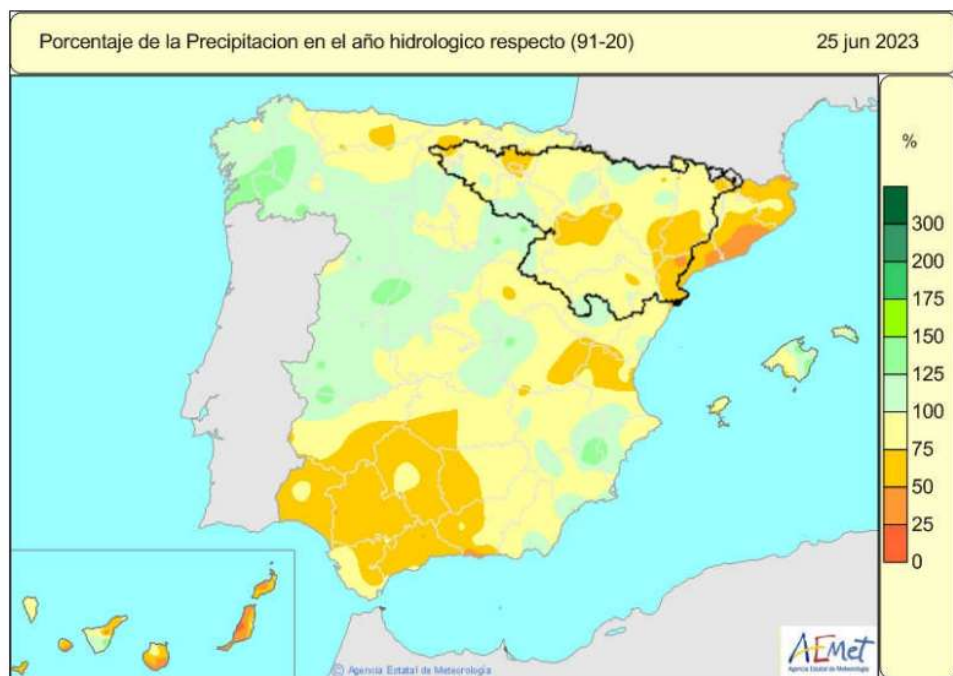 Porcentaje de la Precipitacion en el año hidrologico respecto (91-20) 25 jun 2023
%
300
200
175
150
125
100
75
50
25
0
AEMet
Agencia Estatal de Meteorología
© Agencia Estatal de Meteorología